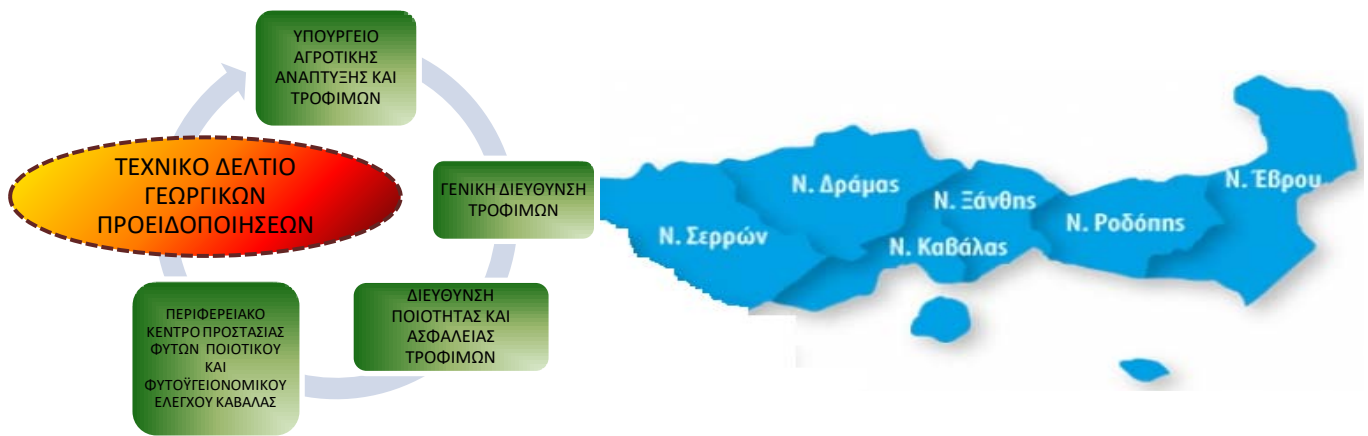 ΥΠΟΥΡΓΕΙΟ
ΑΓΡΟΤΙΚΗΣ
ΑΝΑΠΤΥΞΗΣ ΚΑΙ
ΤΡΟΦΙΜΩΝ
ΓΕΝΙΚΗ ΔΙΕΥΘΥΝΣΗ
ΤΡΟΦΙΜΩΝ
ΔΙΕΥΘΥΝΣΗ
ΠΟΙΟΤΗΤΑΣ ΚΑΙ
ΑΣΦΑΛΕΙΑΣ
ΤΡΟΦΙΜΩΝ
ΠΕΡΙΦΕΡΕΙΑΚΟ
ΚΕΝΤΡΟ ΠΡΟΣΤΑΣΙΑΣ
ΦΥΤΩΝ ΠΟΙΟΤΙΚΟΥ
ΚΑΙ
ΦΥΤΟΫΓΕΙΟΝΟΜΙΚΟΥ
ΕΛΕΓΧΟΥ ΚΑΒΑΛΑΣ
ΤΕΧΝΙΚΟ ΔΕΛΤΙΟ
ΓΕΩΡΓΙΚΩΝ
ΠΡΟΕΙΔΟΠΟΙΗΣΕΩΝ
Ν. Σερρών
Ν. Δράμας
Ν. Ξάνθης
Ν. Καβάλας
Ν. Ροδόπης
Ν. Έβρου